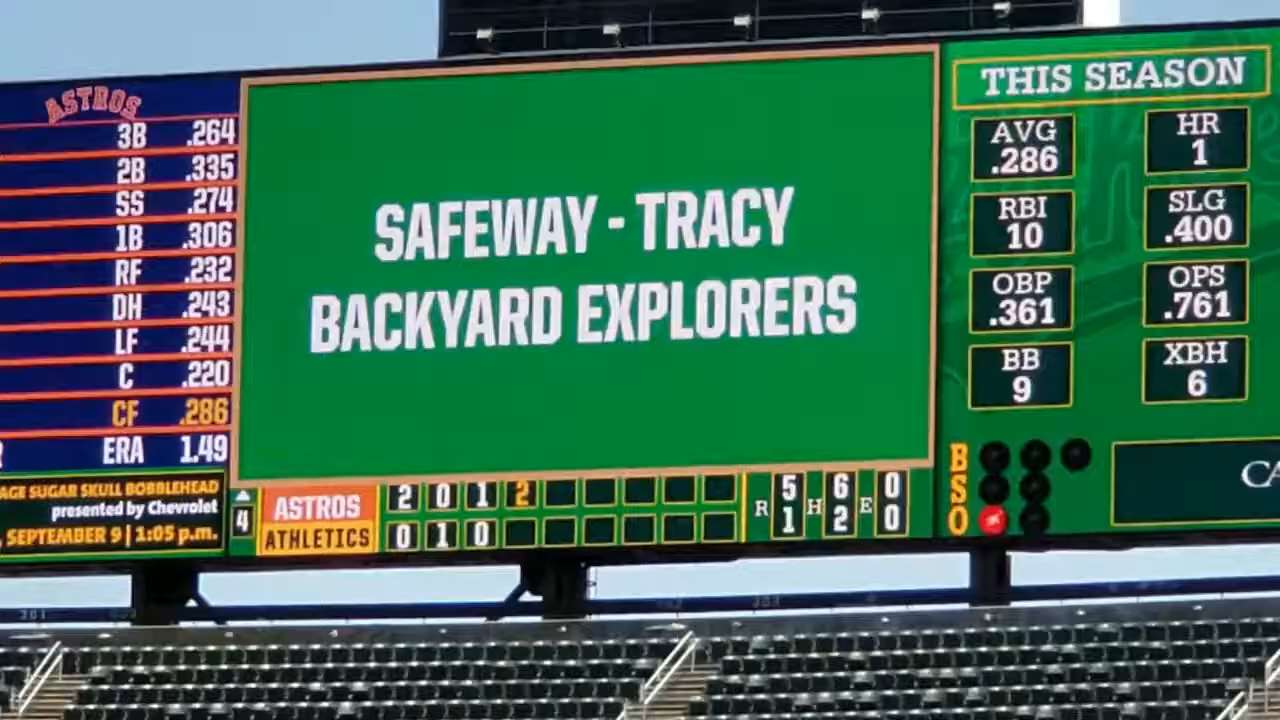 ASTROS
3B .264
2B .335
SS .274
1B .306
RF .232
DH .243
LF .244
C .220
CF .286
ERA 1.49
SUGAR SKULL BOBBLEHEAD
presented by Chevrolet
SEPTEMBER 9 | 1:05 p.m.
SAFEWAY - TRACY
BACKYARD EXPLORERS
4
ASTROS 2 0 1 2 R 5 H 6 E 0
ATHLETICS 0 1 0 1 2 0
THIS SEASON
AVG HR
.286 1
RBI SLG
10 .400
OBP OPS
.361 .761
BB XBH
9 6
B
S
O